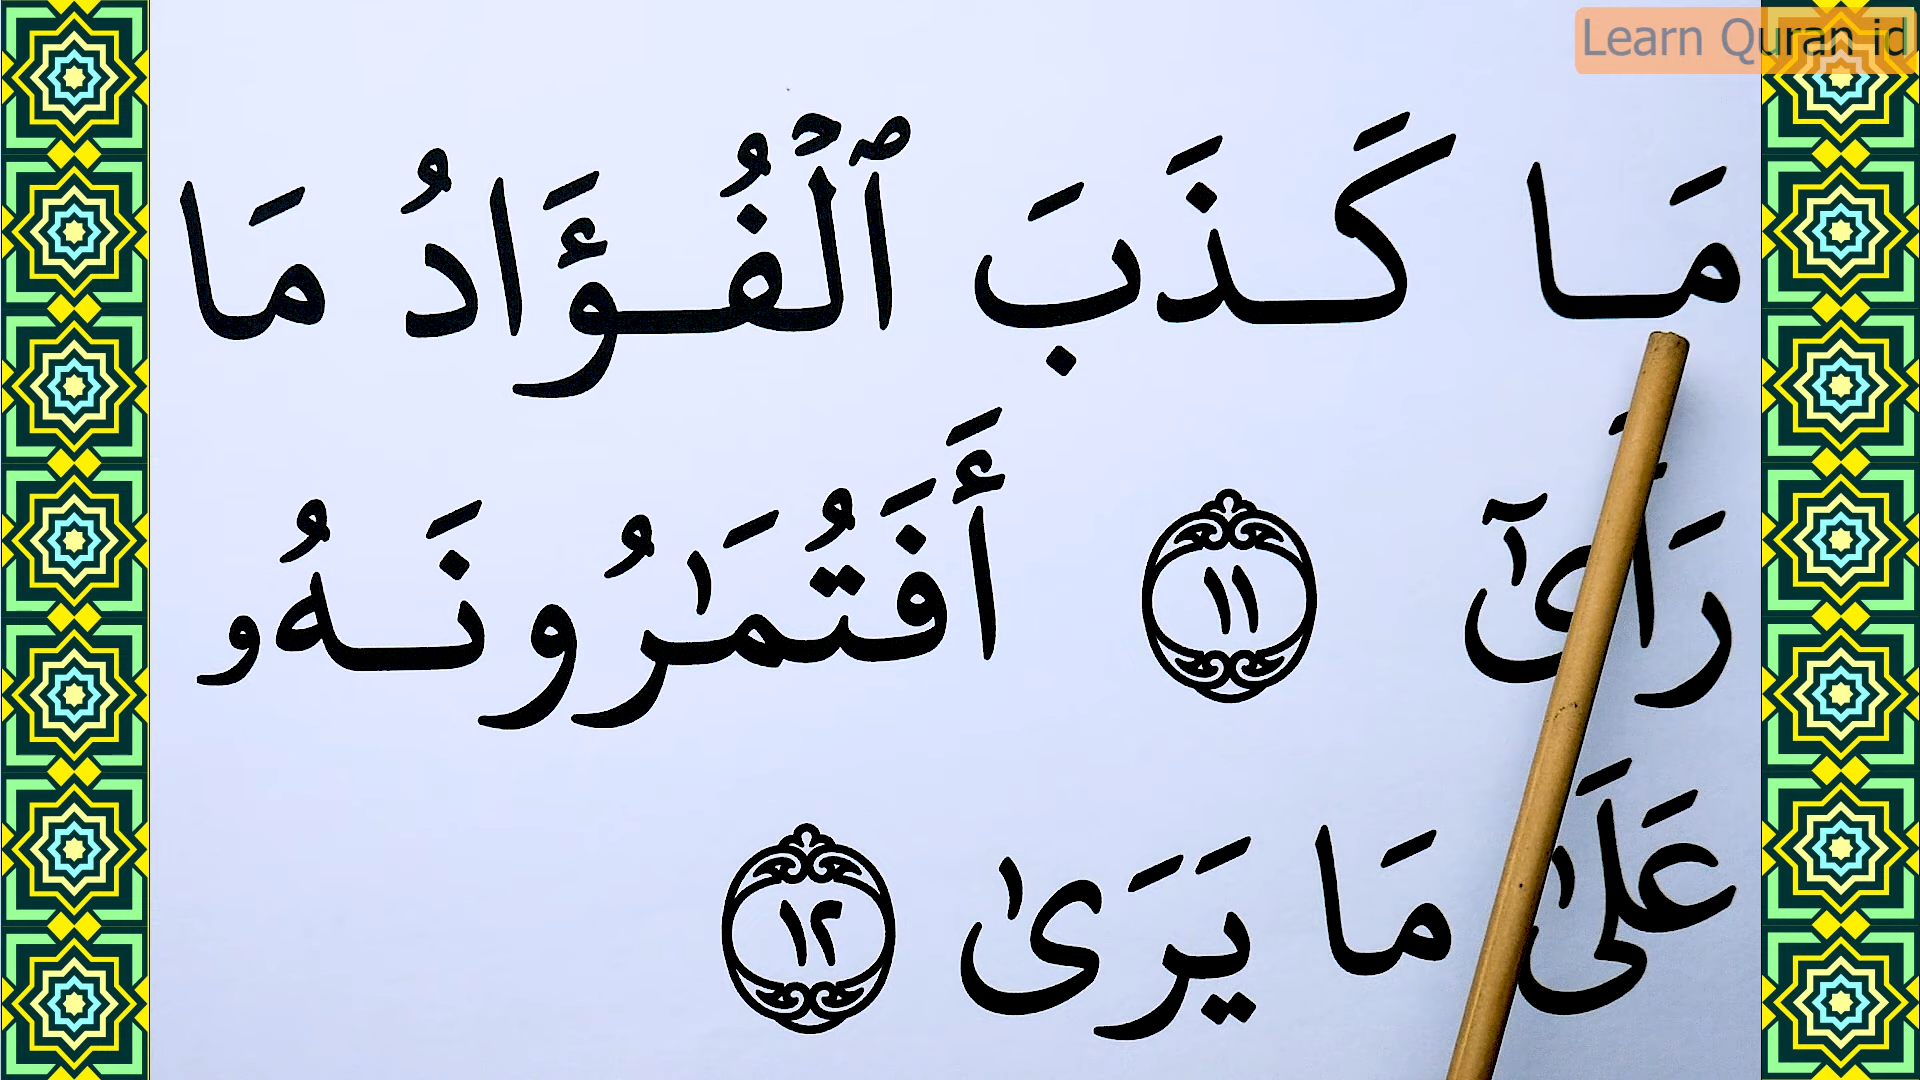 Learn Quran id
مَا كَذَبَ ٱلْفُؤَادُ مَا
رَأَىٰٓ ١١ أَفَتُمَـٰرُونَهُۥ
عَلَىٰ مَا يَرَىٰ ١٢